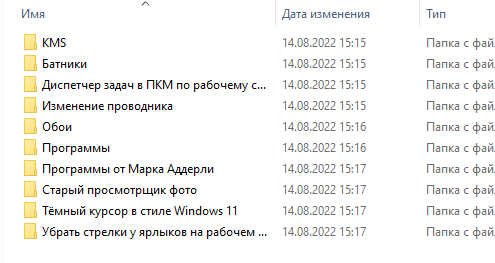 Имя Дата изменения Тип
KMS 14.08.2022 15:15 Папка с фай
Батники 14.08.2022 15:15 Папка с фай
Диспетчер задач в ПКМ по рабочему с... 14.08.2022 15:15 Папка с фай
Изменение проводника 14.08.2022 15:15 Папка с фай
Обои 14.08.2022 15:16 Папка с фай
Программы 14.08.2022 15:16 Папка с фай
Программы от Марка Аддерли 14.08.2022 15:17 Папка с фай
Старый просмотрщик фото 14.08.2022 15:17 Папка с фай
Тёмный курсор в стиле Windows 11 14.08.2022 15:17 Папка с фай
Убрать стрелки у ярлыков на рабочем ... 14.08.2022 15:17 Папка с фай